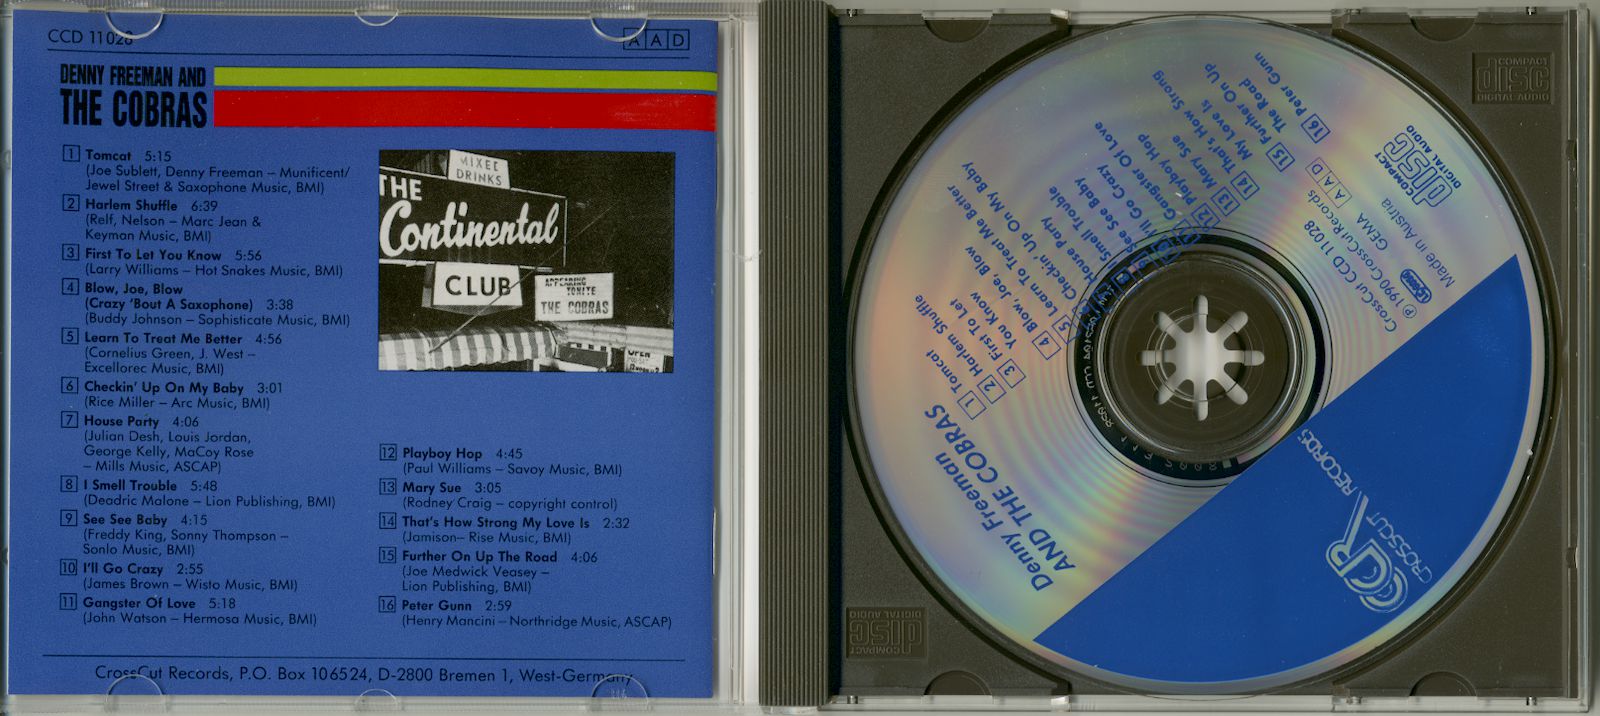 CCD 11028
A A D
DENNY FREEMAN AND
THE COBRAS
1 Tomcat 5:15
(Joe Sublett, Denny Freeman – Munificent/
Jewel Street & Saxophone Music, BMI)
2 Harlem Shuffle 6:39
(Relf, Nelson – Marc Jean &
Keyman Music, BMI)
3 First To Let You Know 5:56
(Larry Williams – Hot Snakes Music, BMI)
4 Blow, Joe, Blow
(Crazy 'Bout A Saxophone) 3:38
(Buddy Johnson – Sophisticate Music, BMI)
5 Learn To Treat Me Better 4:56
(Cornelius Green, J. West –
Excellorec Music, BMI)
6 Checkin' Up On My Baby 3:01
(Rice Miller – Arc Music, BMI)
7 House Party 4:06
(Julian Desh, Louis Jordan,
George Kelly, MaCoy Rose
– Mills Music, ASCAP)
8 I Smell Trouble 5:48
(Deadric Malone – Lion Publishing, BMI)
9 See See Baby 4:15
(Freddy King, Sonny Thompson –
Sonlo Music, BMI)
10 I'll Go Crazy 2:55
(James Brown – Wisto Music, BMI)
11 Gangster Of Love 5:18
(John Watson – Hermosa Music, BMI)
MIXED
DRINKS
THE
Continental
CLUB
APPEARING
TONITE
THE COBRAS
OPEN
12 Playboy Hop 4:45
(Paul Williams – Savoy Music, BMI)
13 Mary Sue 3:05
(Rodney Craig – copyright control)
14 That's How Strong My Love Is 2:32
(Jamison– Rise Music, BMI)
15 Further On Up The Road 4:06
(Joe Medwick Veasey –
Lion Publishing, BMI)
16 Peter Gunn 2:59
(Henry Mancini – Northridge Music, ASCAP)
CrossCut Records, P.O. Box 106524, D-2800 Bremen 1, West-Germany
Denny Freeman
AND THE COBRAS
1 Tomcat
2 Harlem Shuffle
3 First To Let
You Know
4 Blow, Joe, Blow
5 Learn To Treat Me Better
Checkin' Up On My Baby
House Party
Smell Trouble
See See Baby
I'll Go Crazy
Gangster Of Love
12 Playboy Hop
13 Mary Sue
14 That's How Strong
My Love Is
15 Further On Up
The Road
16 Peter Gunn
CrossCut CCD 11028
℗ 1990 CrossCut Records
LC
GEMA
A A D
Made in Austria
COMPACT
disc
DIGITAL AUDIO
CCR
CROSSCUT RECORDS
COMPACT
disc
DIGITAL AUDIO
COMPACT
disc
DIGITAL AUDIO